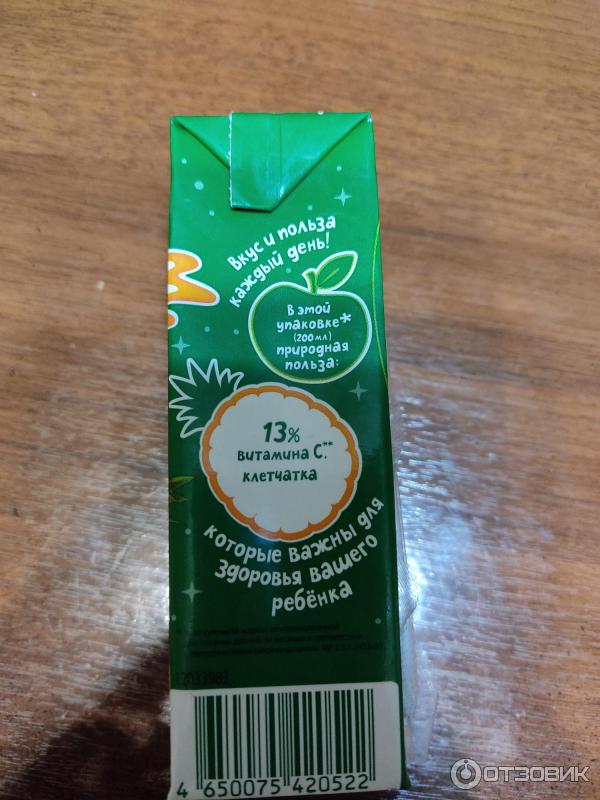 Вкус и польза
каждый день!
В этой
упаковке*
(200 мл)
природная
польза:
13%
витамина С**
клетчатка
которые важны для
здоровья вашего
ребёнка
4 650075 420522
ОТЗОВИК